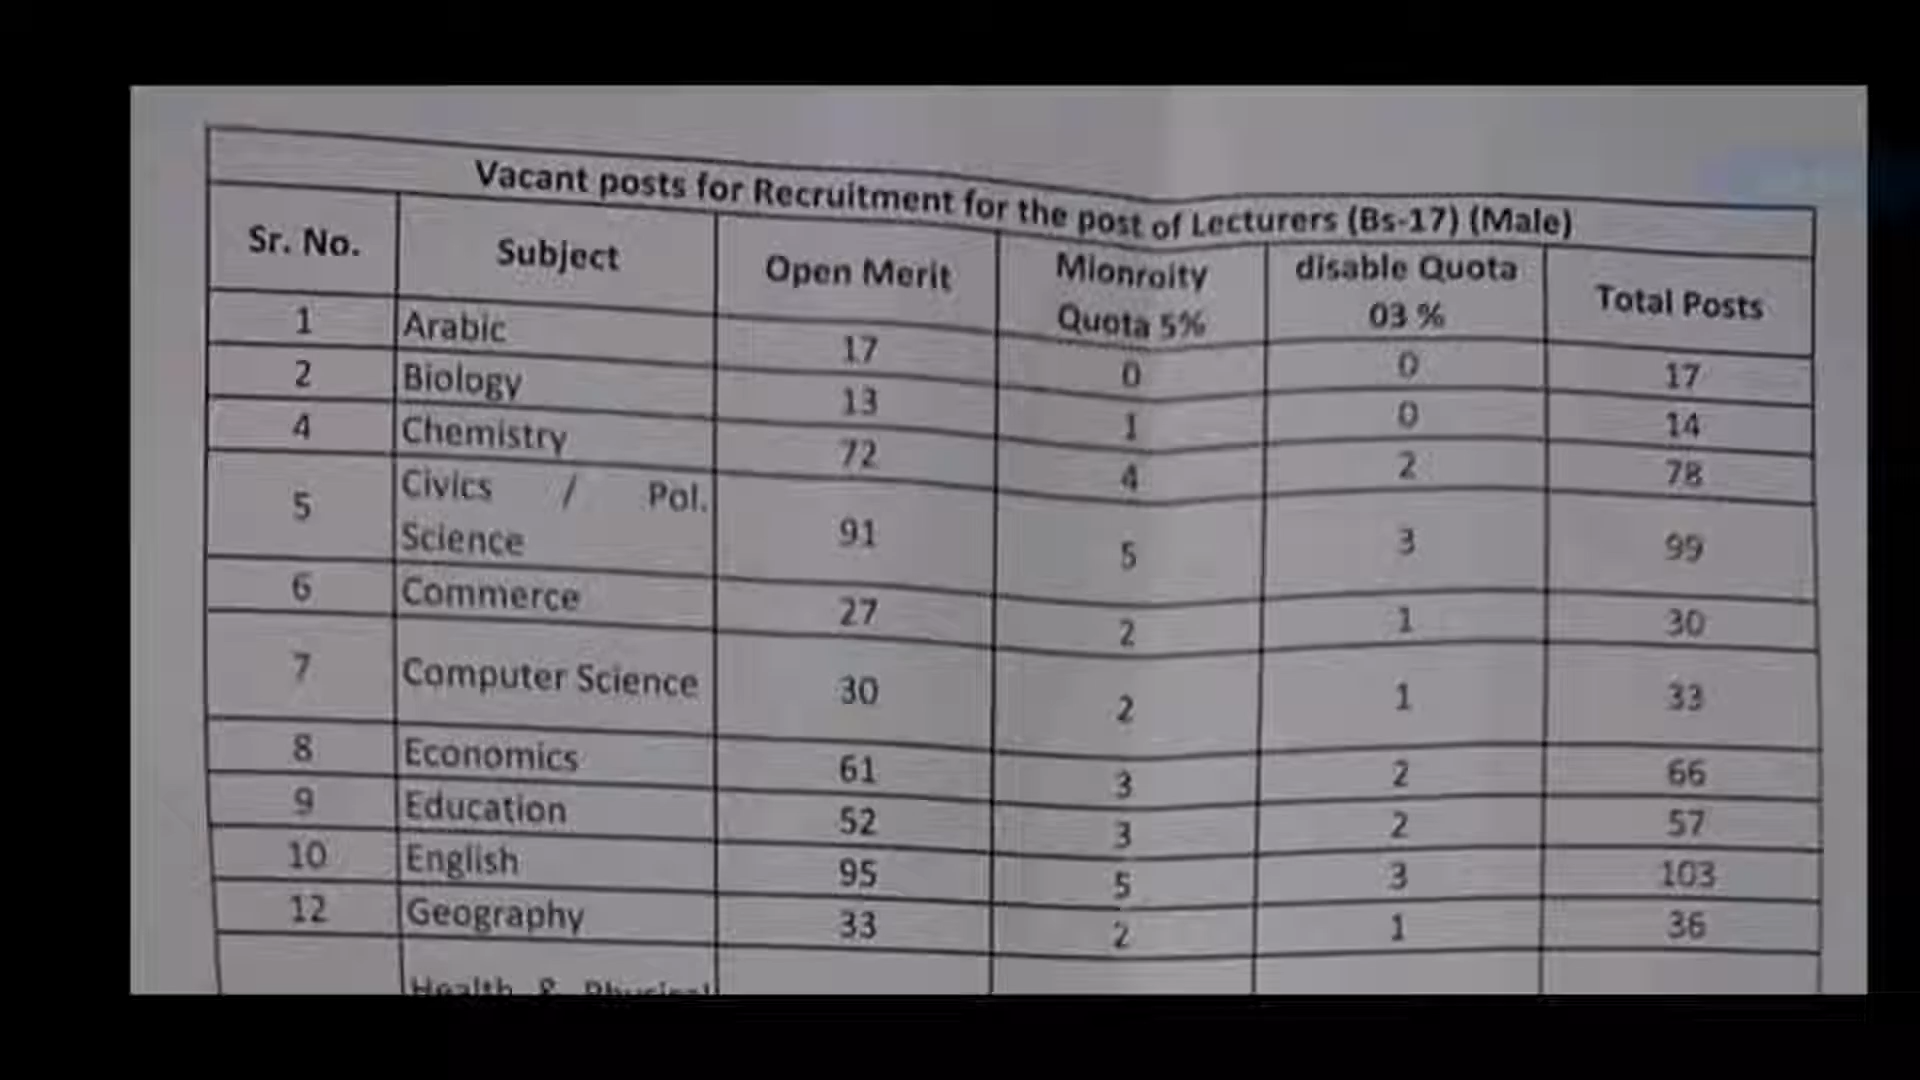 Vacant posts for Recruitment for the post of Lecturers (Bs-17) (Male)
Sr. No. Subject Open Merit Mionroity Quota 5% disable Quota 03 % Total Posts
1 Arabic 17 0 0 17
2 Biology 13 1 0 14
4 Chemistry 72 4 2 78
5 Civics / Pol. Science 91 5 3 99
6 Commerce 27 2 1 30
7 Computer Science 30 2 1 33
8 Economics 61 3 2 66
9 Education 52 3 2 57
10 English 95 5 3 103
12 Geography 33 2 1 36
Health & Physical